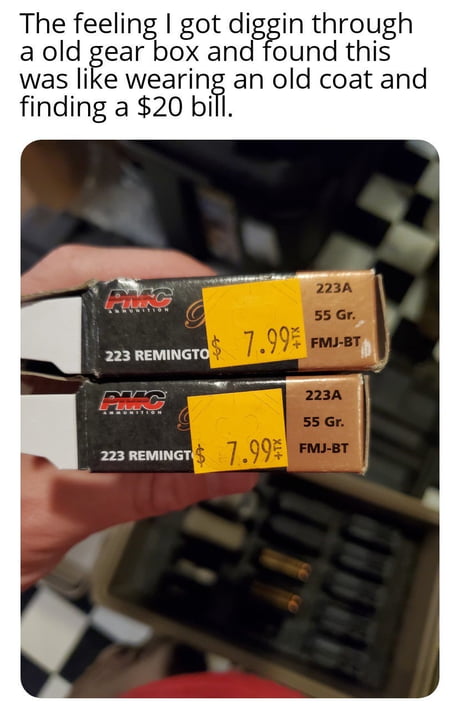 The feeling I got diggin through
a old gear box and found this
was like wearing an old coat and
finding a $20 bill.
PMC
AMMUNITION
223 REMINGTO
$ 7.99+TX
223A
55 Gr.
FMJ-BT
PMC
AMMUNITION
223 REMINGT
$ 7.99+TX
223A
55 Gr.
FMJ-BT